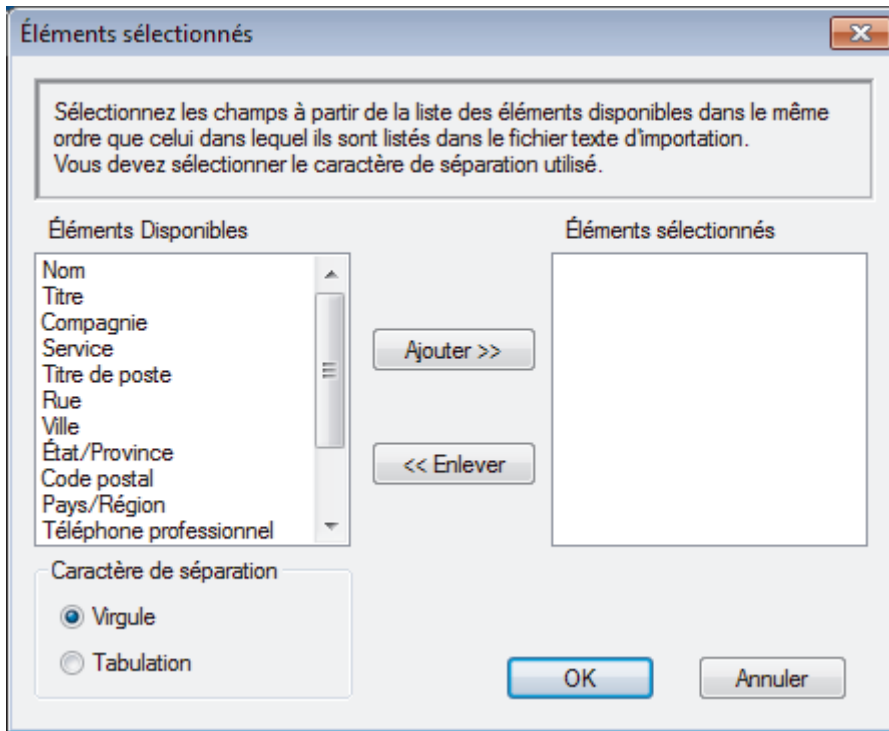 Éléments sélectionnés
Sélectionnez les champs à partir de la liste des éléments disponibles dans le même
ordre que celui dans lequel ils sont listés dans le fichier texte d'importation.
Vous devez sélectionner le caractère de séparation utilisé.
Éléments Disponibles
Nom
Titre
Compagnie
Service
Titre de poste
Rue
Ville
État/Province
Code postal
Pays/Région
Téléphone professionnel
Ajouter >>
<< Enlever
Éléments sélectionnés
Caractère de séparation
Virgule
Tabulation
OK
Annuler